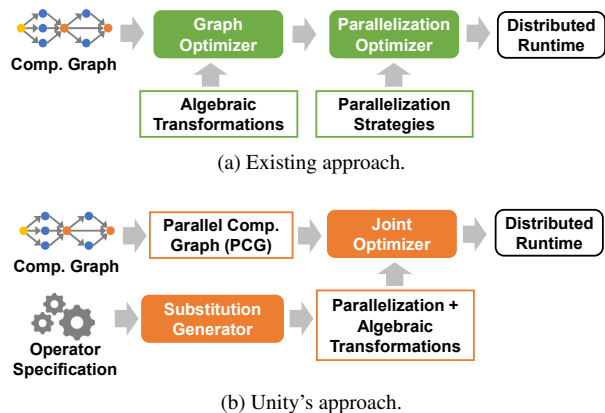 Comp. Graph
Graph
Optimizer
Parallelization
Optimizer
Distributed
Runtime
Algebraic
Transformations
Parallelization
Strategies
(a) Existing approach.
Comp. Graph
Parallel Comp.
Graph (PCG)
Joint
Optimizer
Distributed
Runtime
Operator
Specification
Substitution
Generator
Parallelization +
Algebraic
Transformations
(b) Unity's approach.